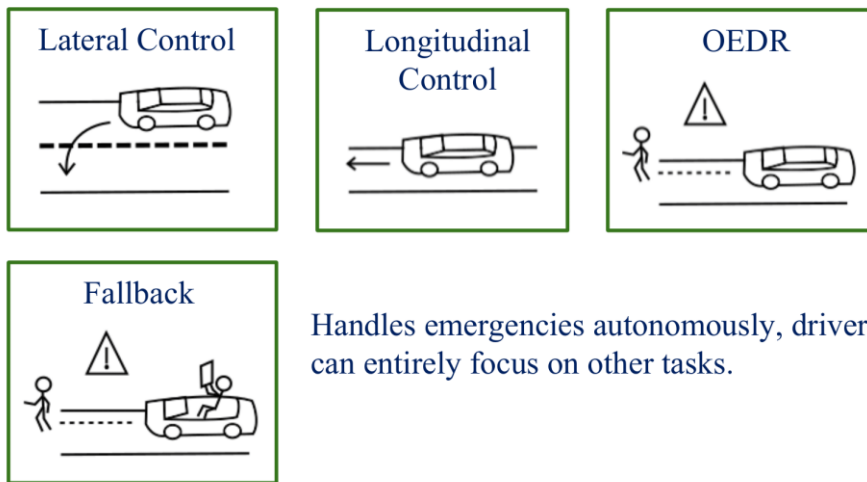 Lateral Control
Longitudinal
Control
OEDR
Fallback
Handles emergencies autonomously, driver
can entirely focus on other tasks.